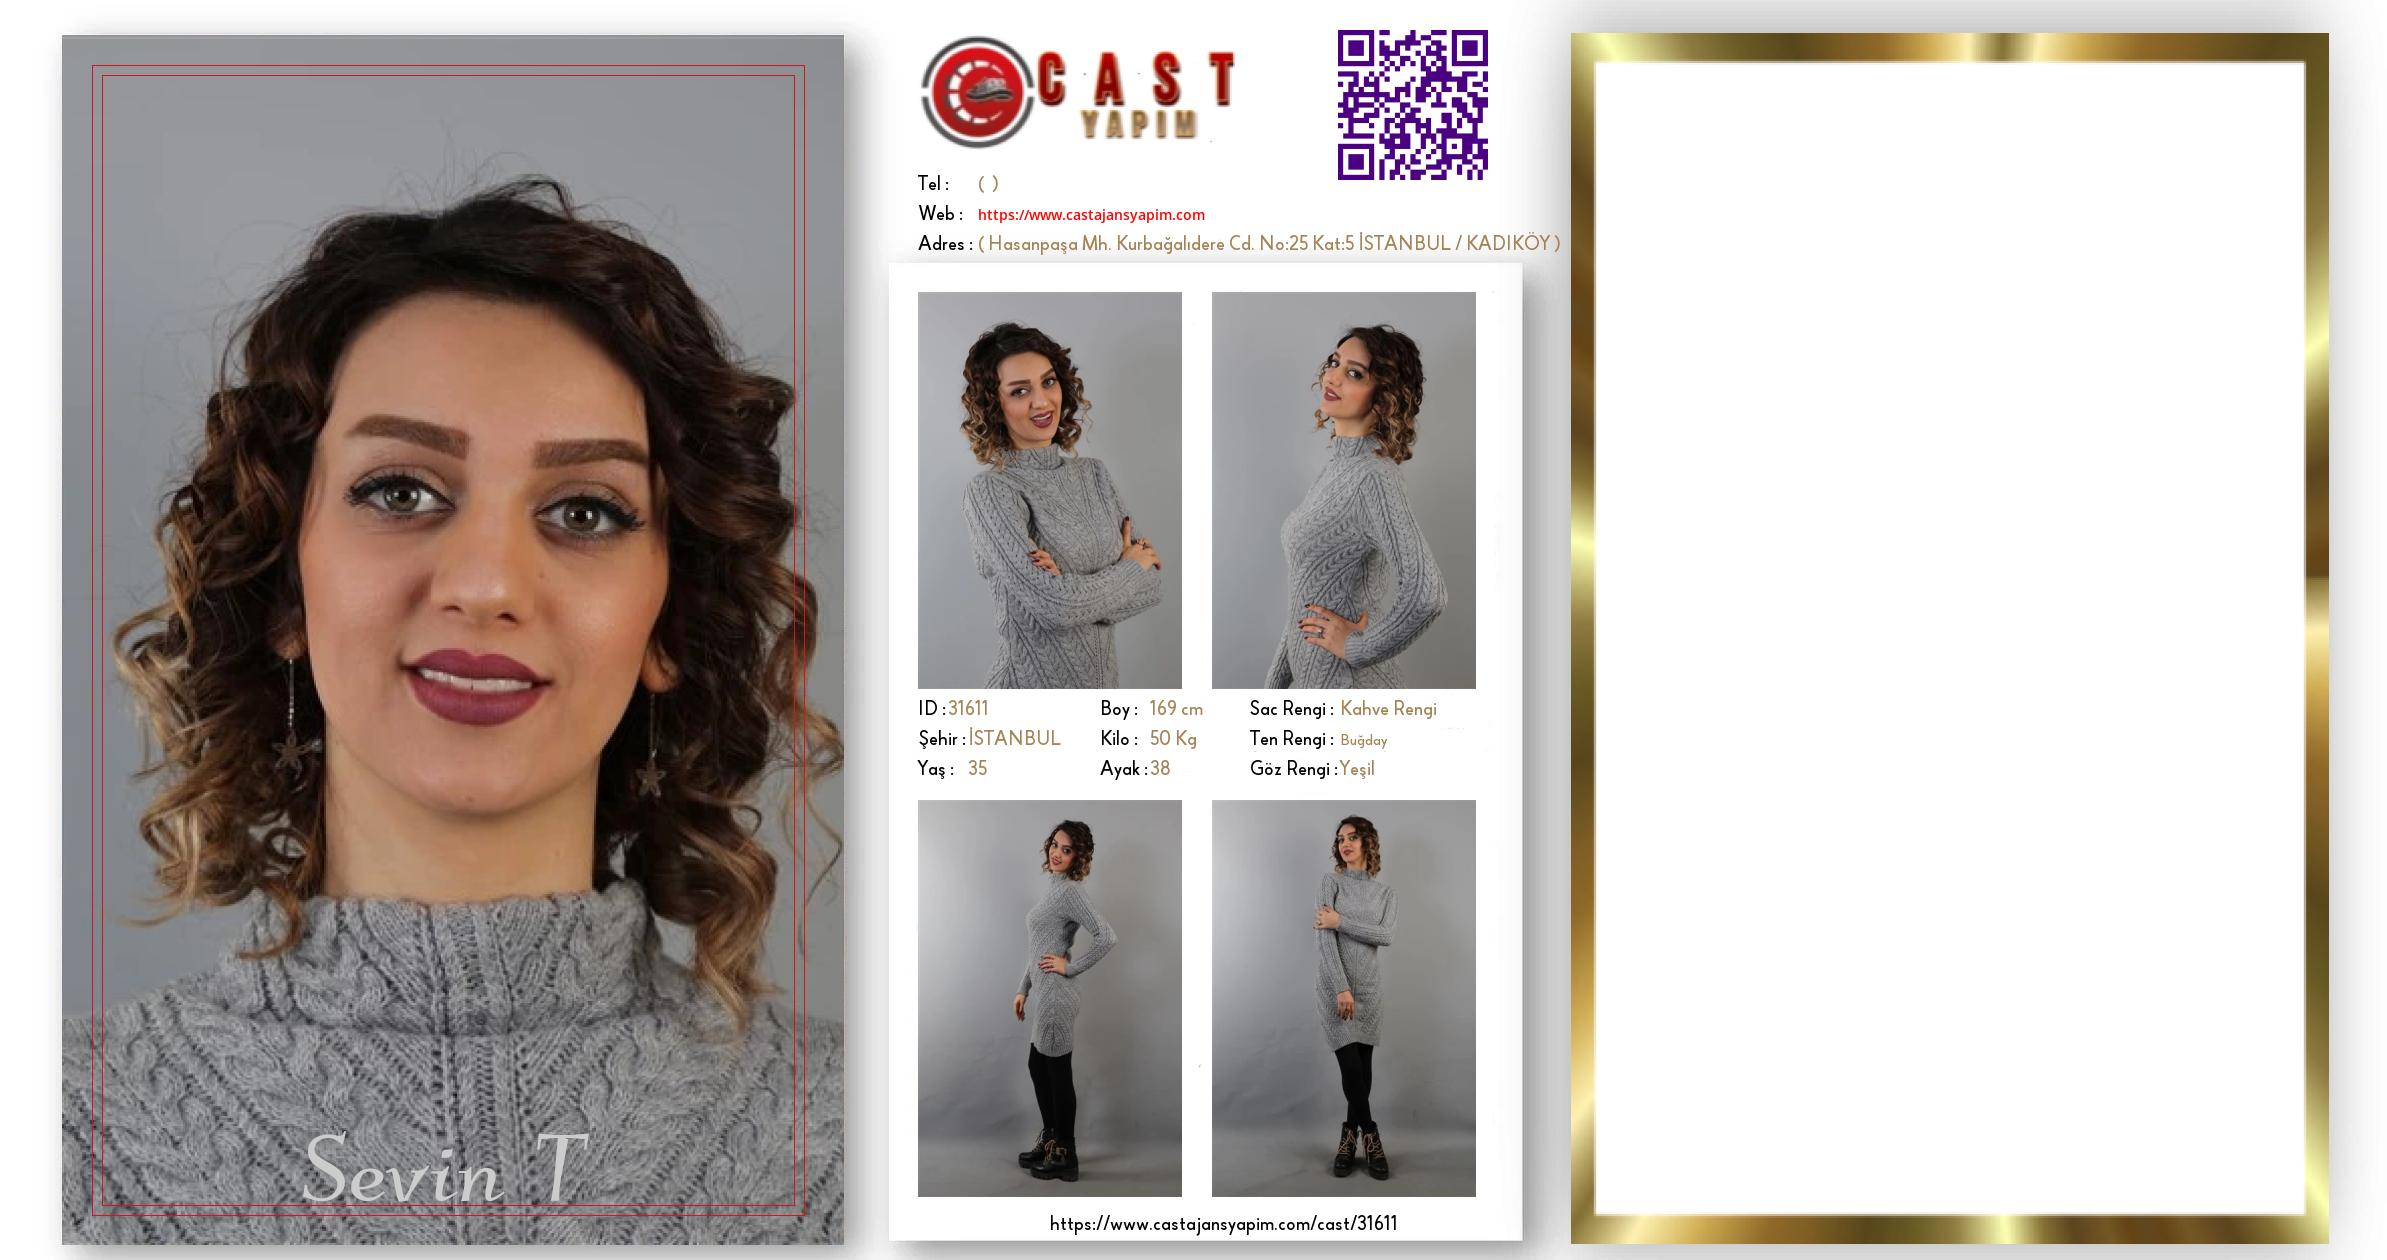 Sevin T
CAST
YAPIM
Tel : ( )
Web : https://www.castajansyapim.com
Adres : ( Hasanpaşa Mh. Kurbağalıdere Cd. No:25 Kat:5 İSTANBUL / KADIKÖY )
ID : 31611 Boy : 169 cm Sac Rengi : Kahve Rengi
Şehir : İSTANBUL Kilo : 50 Kg Ten Rengi : Buğday
Yaş : 35 Ayak : 38 Göz Rengi : Yeşil
https://www.castajansyapim.com/cast/31611